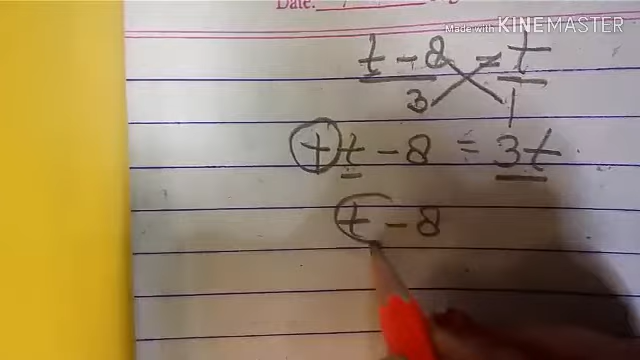 Date:
Made with KINEMASTER
t - 8 = t
3 1
+ t - 8 = 3t
t - 8